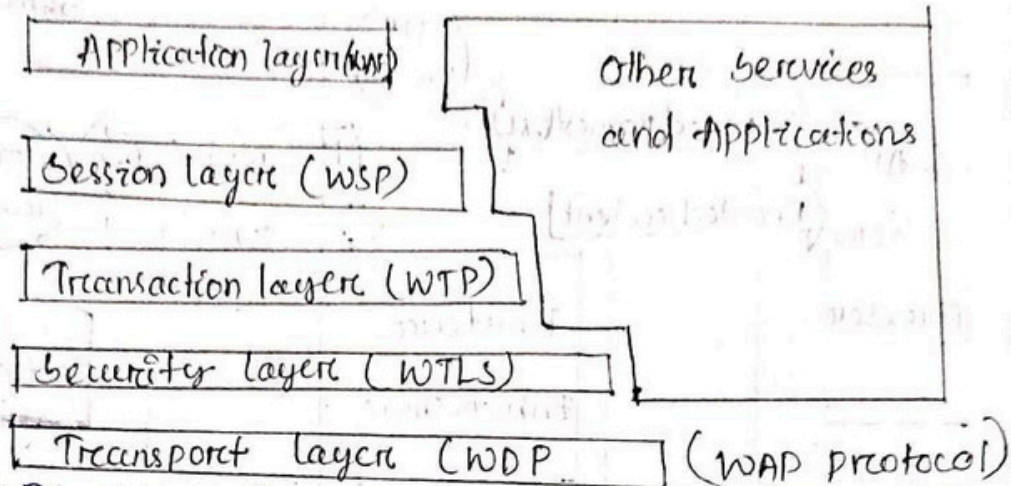 Application layer
Other Services
and Applications
Session layer (WSP)
Transaction layer (WTP)
Security layer (WTLS)
Transport layer (WDP
(WAP protocol)